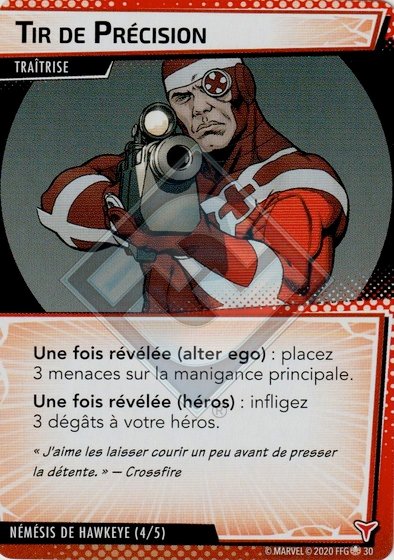 Tir de Précision
TRAÎTRISE
Une fois révélée (alter ego) : placez
3 menaces sur la manigance principale.
Une fois révélée (héros) : infligez
3 dégâts à votre héros.
« J'aime les laisser courir un peu avant de presser
la détente. » – Crossfire
NÉMÉSIS DE HAWKEYE (4/5)
© MARVEL © 2020 FFG 30